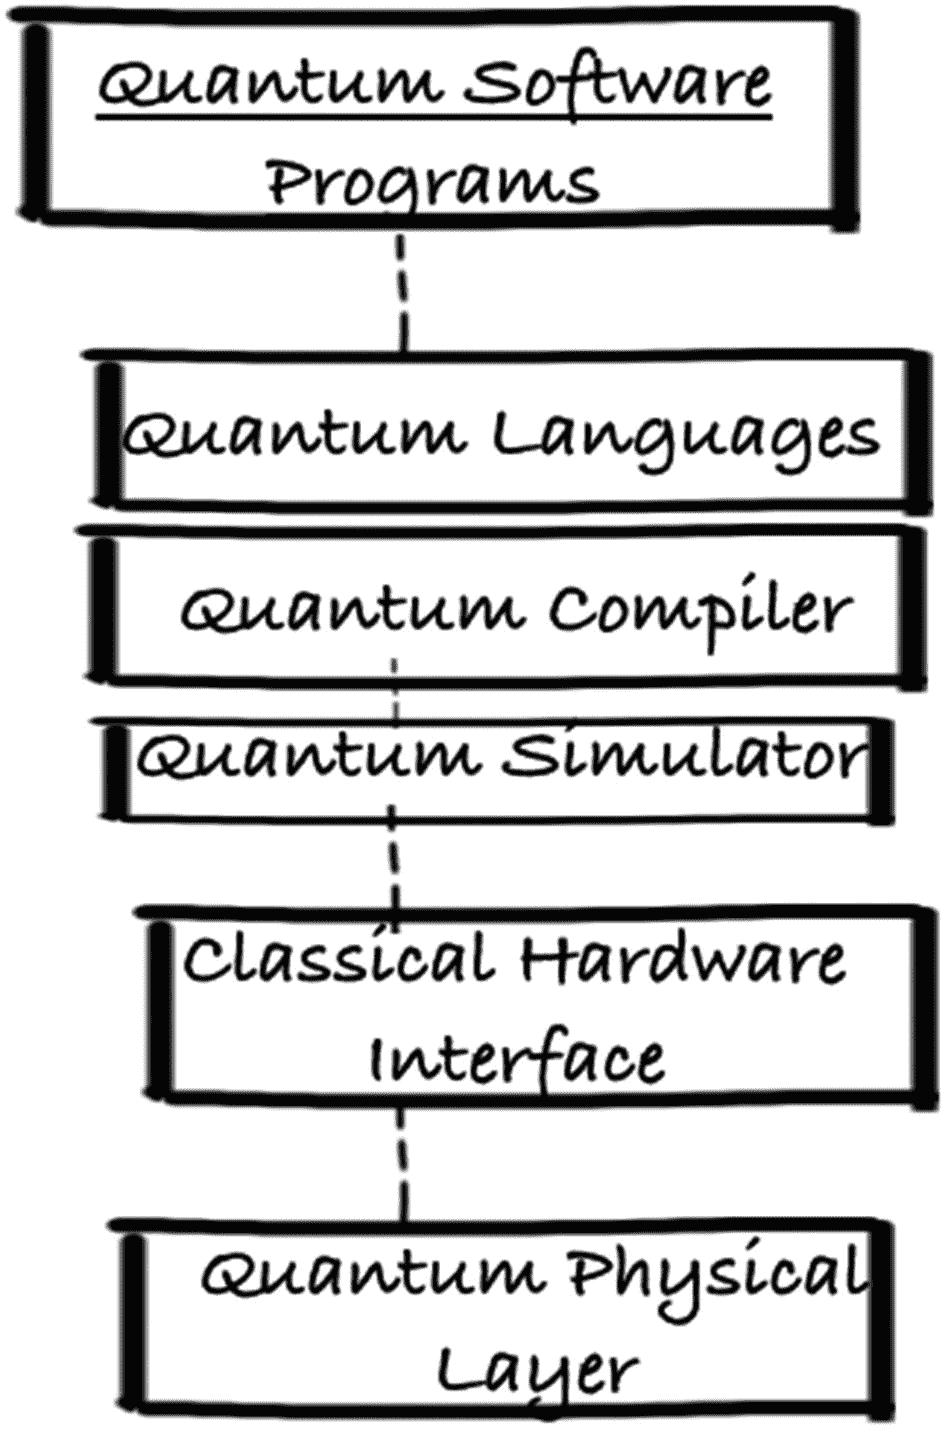 Quantum Software
Programs
Quantum Languages
Quantum Compiler
Quantum Simulator
Classical Hardware
Interface
Quantum Physical
Layer